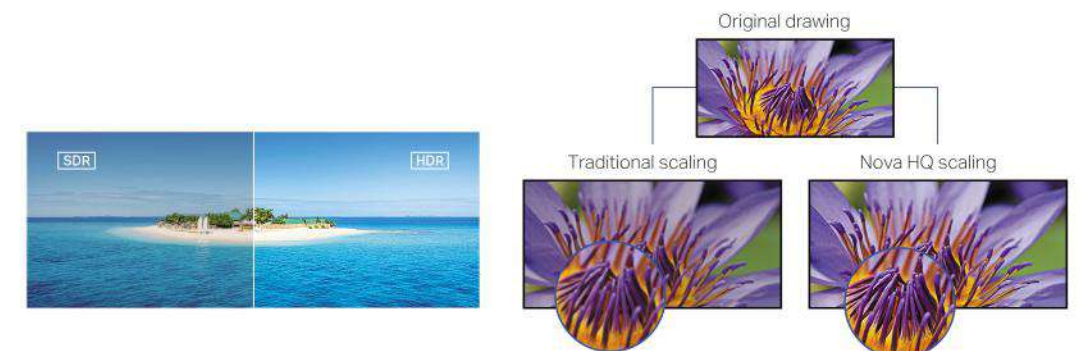 SDR
HDR
Original drawing
Traditional scaling
Nova HQ scaling